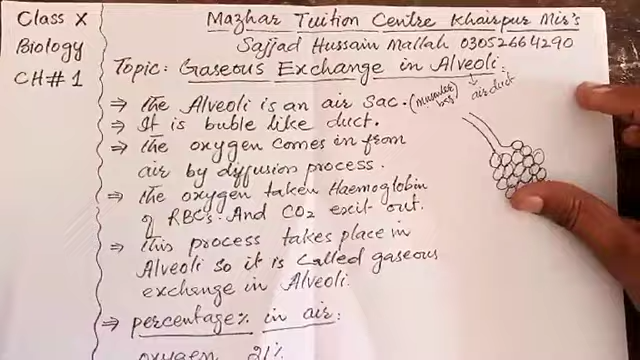 Class X
Biology
CH# 1
Mazhar Tuition Centre Khairpur Mir's
Sajjad Hussain Mallah 03052664290
Topic: Gaseous Exchange in Alveoli.
air duct
⇒ The Alveoli is an air Sac.
⇒ It is buble like duct.
⇒ The oxygen comes in from
air by diffusion process.
⇒ The oxygen taken Haemoglobin
of RBCs. And CO2 exit out.
⇒ This process takes place in
Alveoli so it is called gaseous
exchange in Alveoli.
⇒ percentage% in air:
oxygen 21%